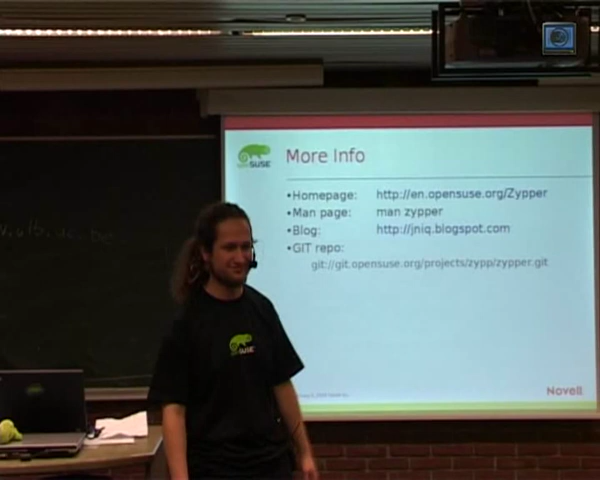 openSUSE
More Info
•Homepage: http://en.opensuse.org/Zypper
•Man page: man zypper
•Blog: http://jniq.blogspot.com
•GIT repo:
git://git.opensuse.org/projects/zypp/zypper.git
SUSE
Novell